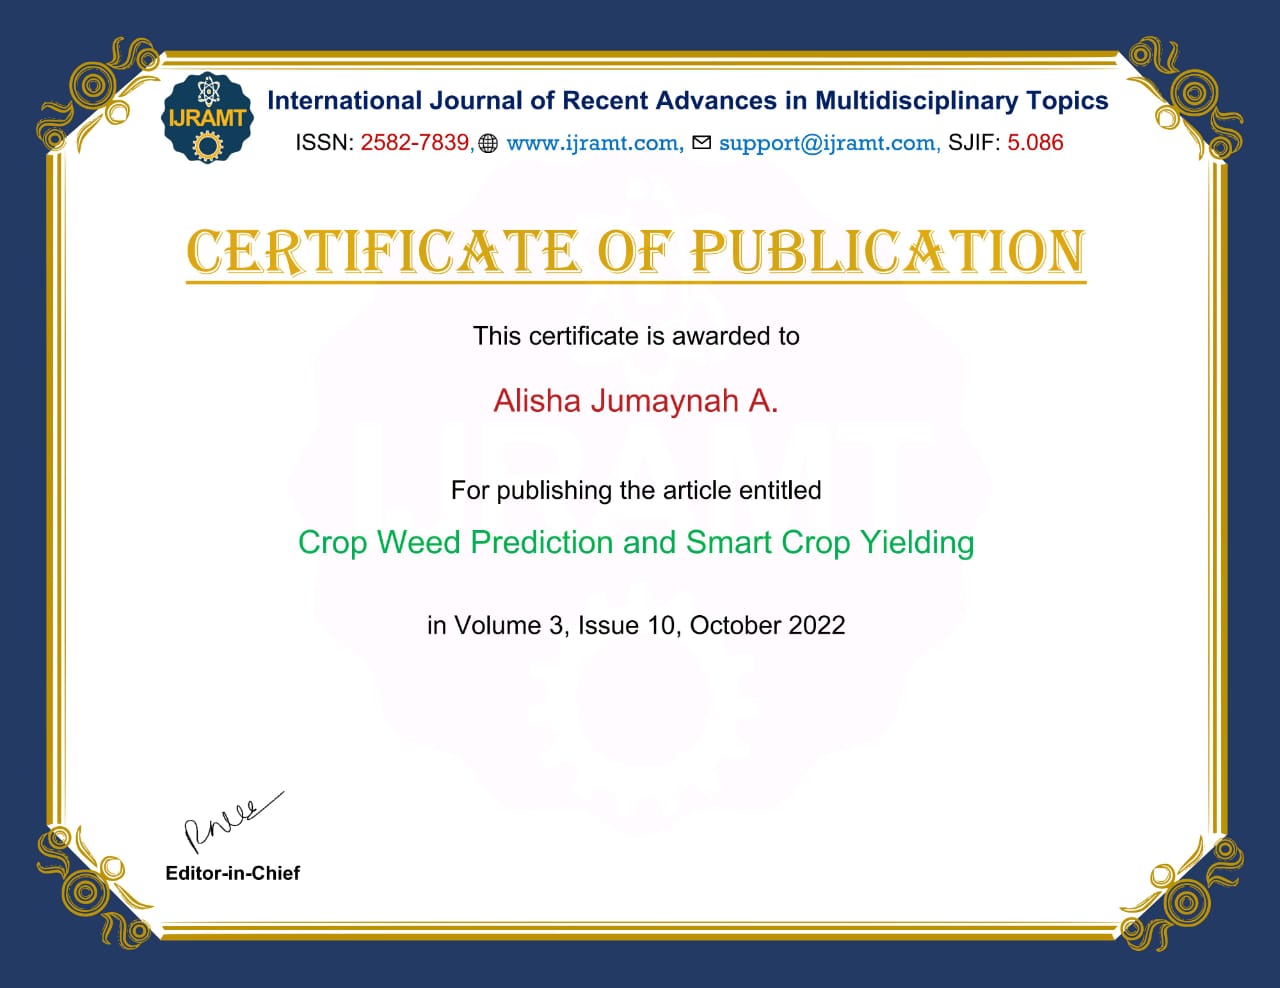 IJRAMT
International Journal of Recent Advances in Multidisciplinary Topics
ISSN: 2582-7839, www.ijramt.com, support@ijramt.com, SJIF: 5.086
CERTIFICATE OF PUBLICATION
This certificate is awarded to
Alisha Jumaynah A.
For publishing the article entitled
Crop Weed Prediction and Smart Crop Yielding
in Volume 3, Issue 10, October 2022
IJRAMT
Editor-in-Chief